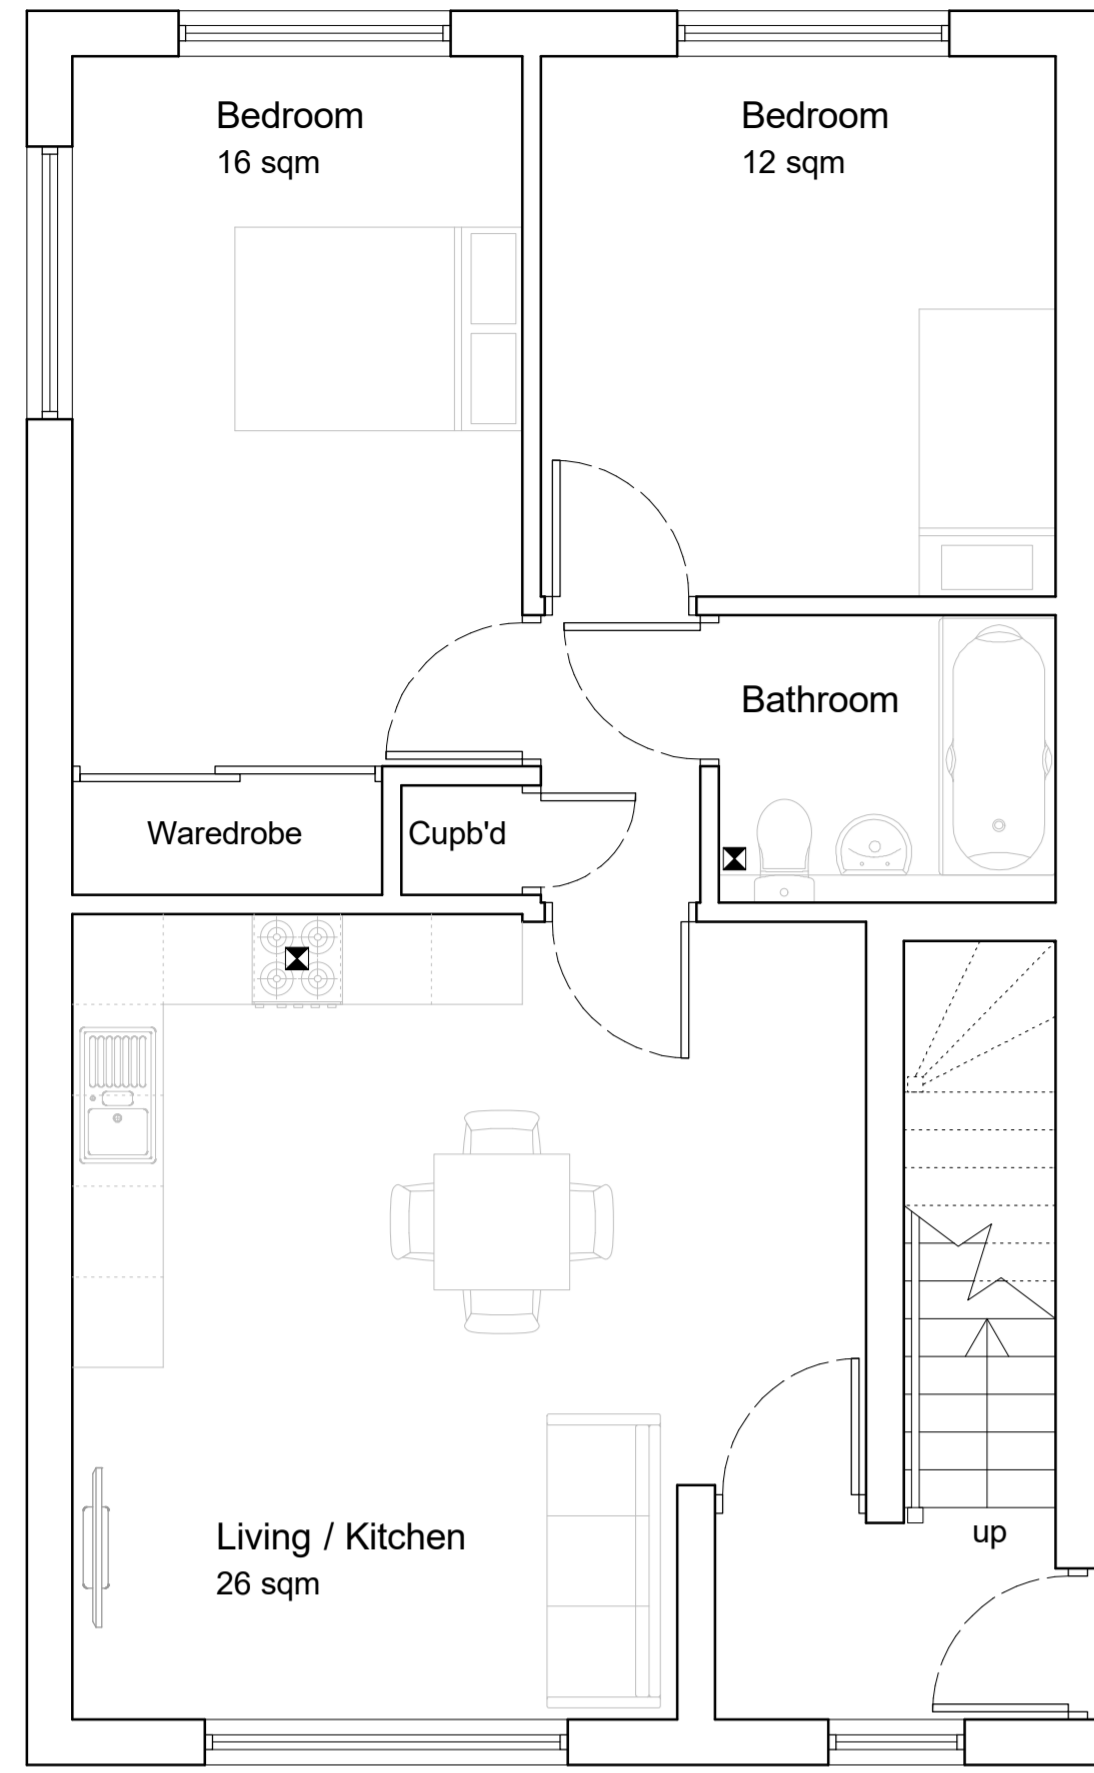 Bedroom
16 sqm
Bedroom
12 sqm
Bathroom
Waredrobe
Cupb'd
Living / Kitchen
26 sqm
up